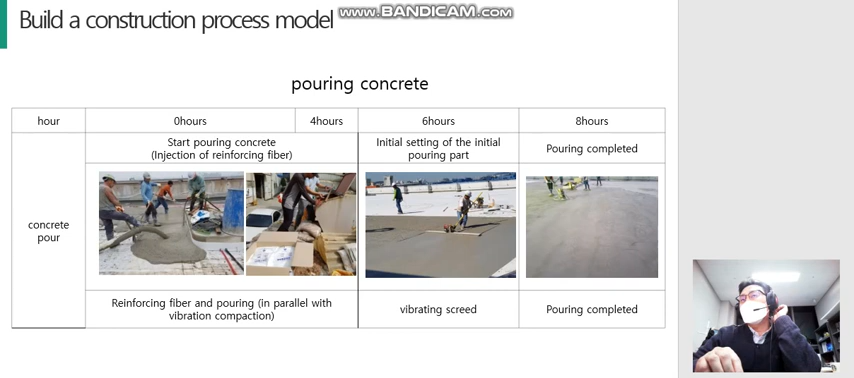 Build a construction process model
www.BANDICAM.com
pouring concrete
hour
0hours
4hours
6hours
8hours
concrete
pour
Start pouring concrete
(Injection of reinforcing fiber)
Initial setting of the initial
pouring part
Pouring completed
Reinforcing fiber and pouring (in parallel with
vibration compaction)
vibrating screed
Pouring completed